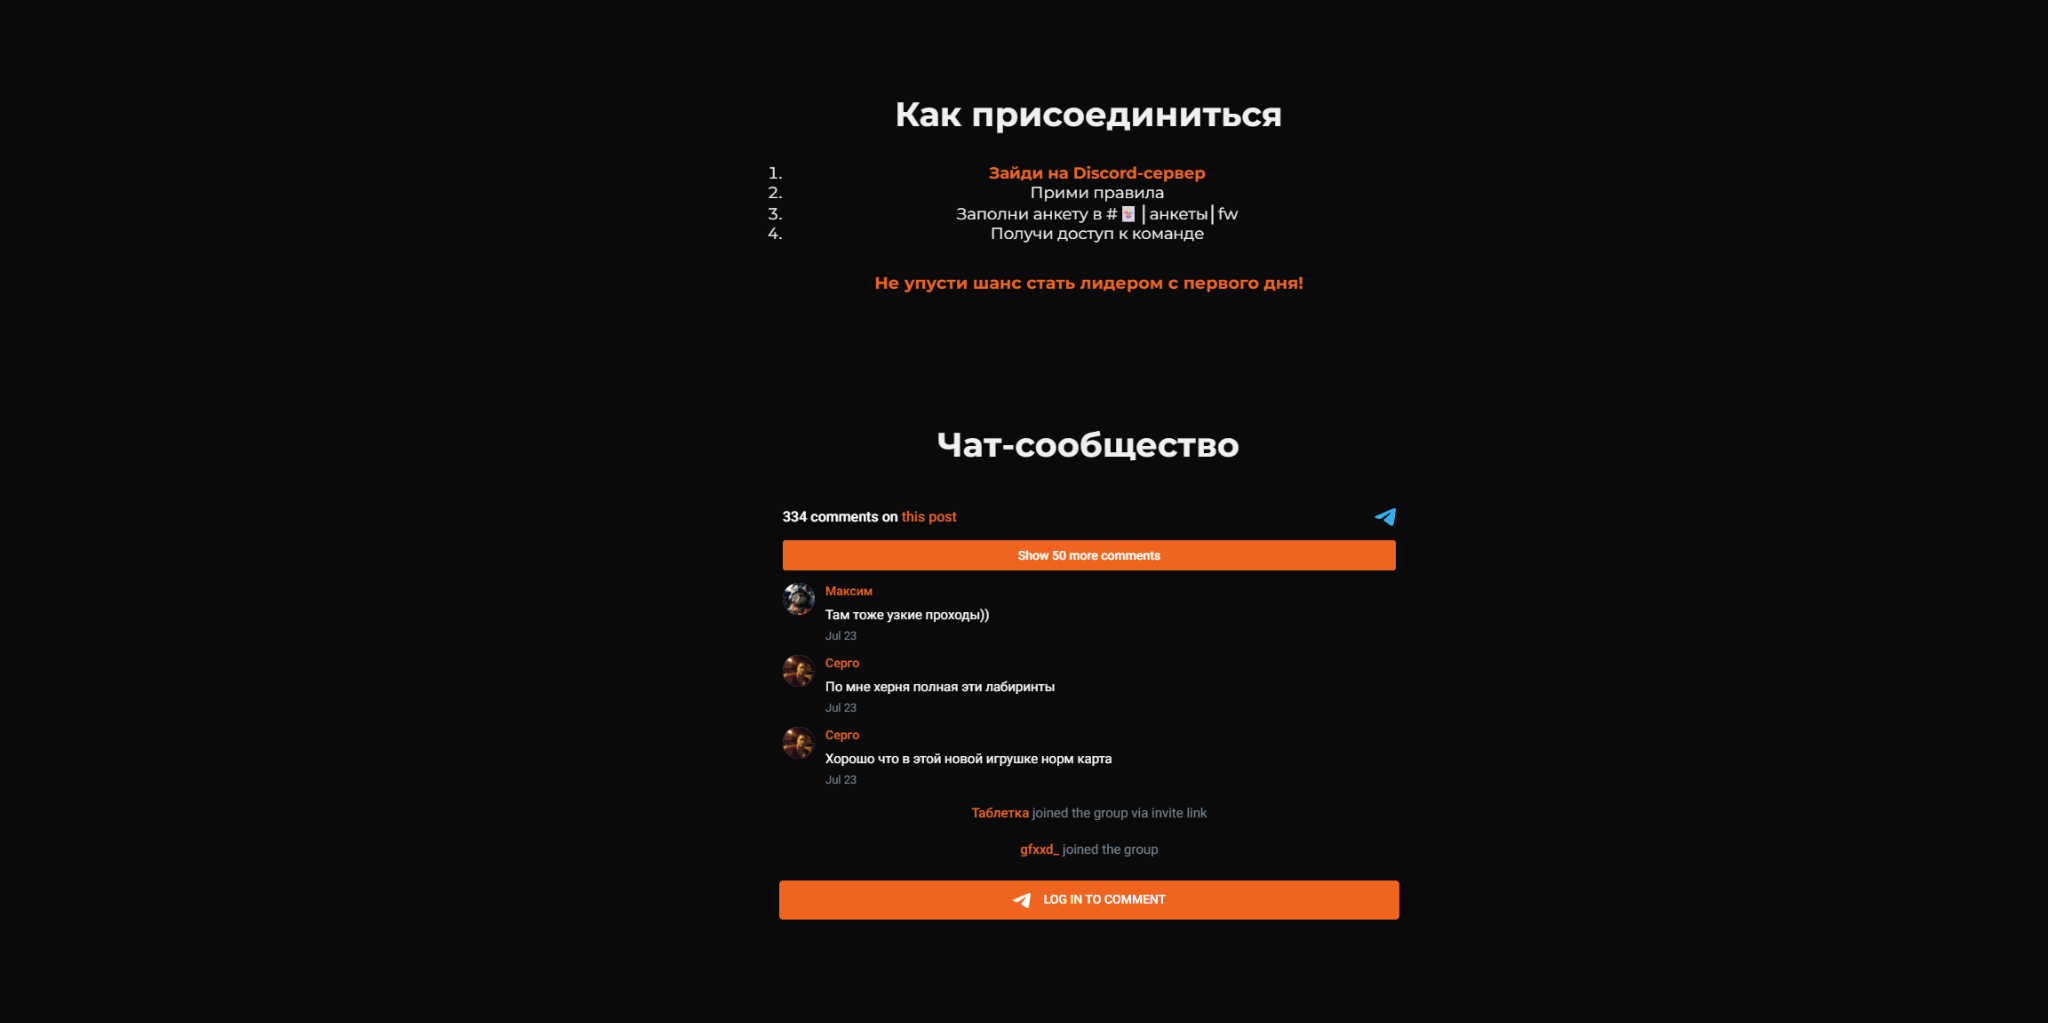 Как присоединиться
1. Зайди на Discord-сервер
2. Прими правила
3. Заполни анкету в #🃏│анкеты│fw
4. Получи доступ к команде
Не упусти шанс стать лидером с первого дня!
Чат-сообщество
334 comments on this post
Show 50 more comments
Максим
Там тоже узкие проходы))
Jul 23
Серго
По мне херня полная эти лабиринты
Jul 23
Серго
Хорошо что в этой новой игрушке норм карта
Jul 23
Таблетка joined the group via invite link
gfxxd_ joined the group
LOG IN TO COMMENT